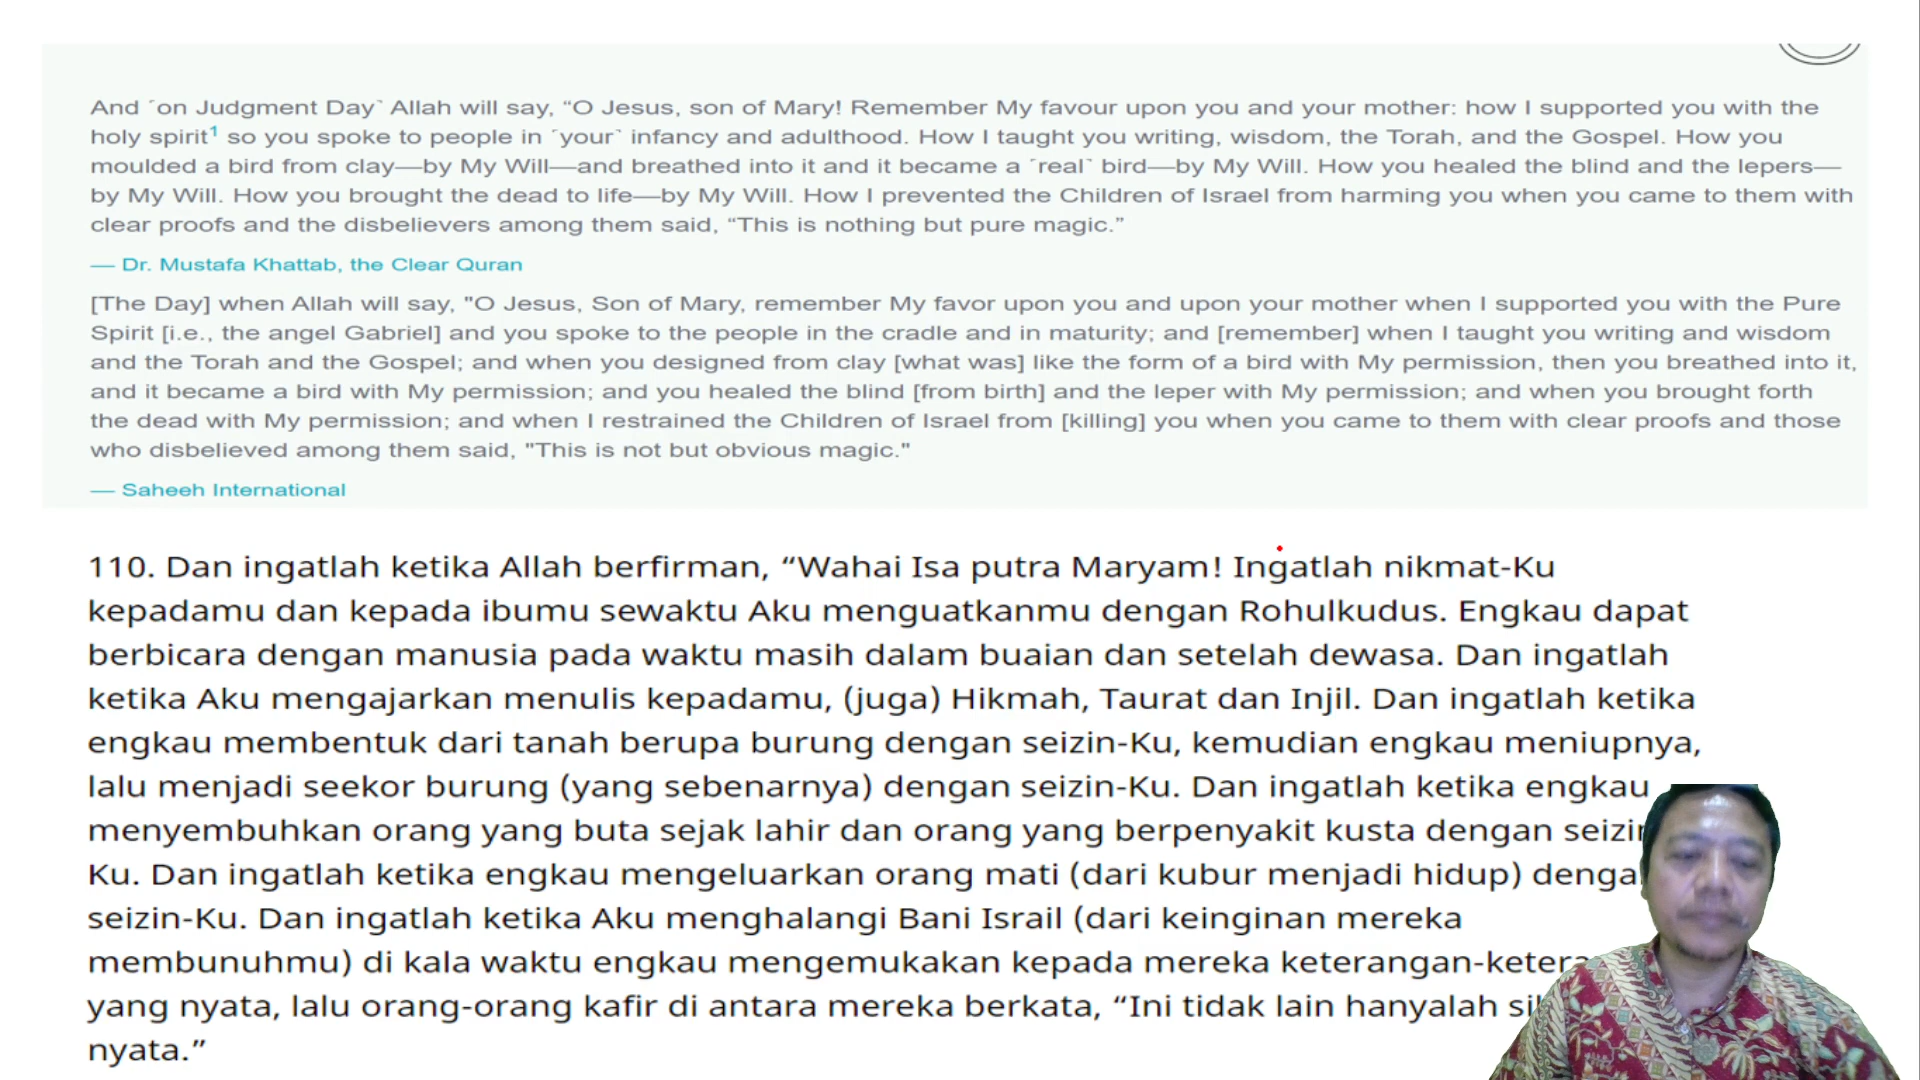 And ˹on Judgment Day˺ Allah will say, “O Jesus, son of Mary! Remember My favour upon you and your mother: how I supported you with the
holy spirit¹ so you spoke to people in ˹your˺ infancy and adulthood. How I taught you writing, wisdom, the Torah, and the Gospel. How you
moulded a bird from clay—by My Will—and breathed into it and it became a ˹real˺ bird—by My Will. How you healed the blind and the lepers—
by My Will. How you brought the dead to life—by My Will. How I prevented the Children of Israel from harming you when you came to them with
clear proofs and the disbelievers among them said, “This is nothing but pure magic.”
— Dr. Mustafa Khattab, the Clear Quran
[The Day] when Allah will say, "O Jesus, Son of Mary, remember My favor upon you and upon your mother when I supported you with the Pure
Spirit [i.e., the angel Gabriel] and you spoke to the people in the cradle and in maturity; and [remember] when I taught you writing and wisdom
and the Torah and the Gospel; and when you designed from clay [what was] like the form of a bird with My permission, then you breathed into it,
and it became a bird with My permission; and you healed the blind [from birth] and the leper with My permission; and when you brought forth
the dead with My permission; and when I restrained the Children of Israel from [killing] you when you came to them with clear proofs and those
who disbelieved among them said, "This is not but obvious magic."
— Saheeh International
110. Dan ingatlah ketika Allah berfirman, “Wahai Isa putra Maryam! Ingatlah nikmat-Ku
kepadamu dan kepada ibumu sewaktu Aku menguatkanmu dengan Rohulkudus. Engkau dapat
berbicara dengan manusia pada waktu masih dalam buaian dan setelah dewasa. Dan ingatlah
ketika Aku mengajarkan menulis kepadamu, (juga) Hikmah, Taurat dan Injil. Dan ingatlah ketika
engkau membentuk dari tanah berupa burung dengan seizin-Ku, kemudian engkau meniupnya,
lalu menjadi seekor burung (yang sebenarnya) dengan seizin-Ku. Dan ingatlah ketika engkau
menyembuhkan orang yang buta sejak lahir dan orang yang berpenyakit kusta dengan
Ku. Dan ingatlah ketika engkau mengeluarkan orang mati (dari kubur menjadi hidup)
seizin-Ku. Dan ingatlah ketika Aku menghalangi Bani Israil (dari keinginan mereka
membunuhmu) di kala waktu engkau mengemukakan kepada mereka
yang nyata, lalu orang-orang kafir di antara mereka berkata, “Ini tidak lain hanyalah
nyata.”